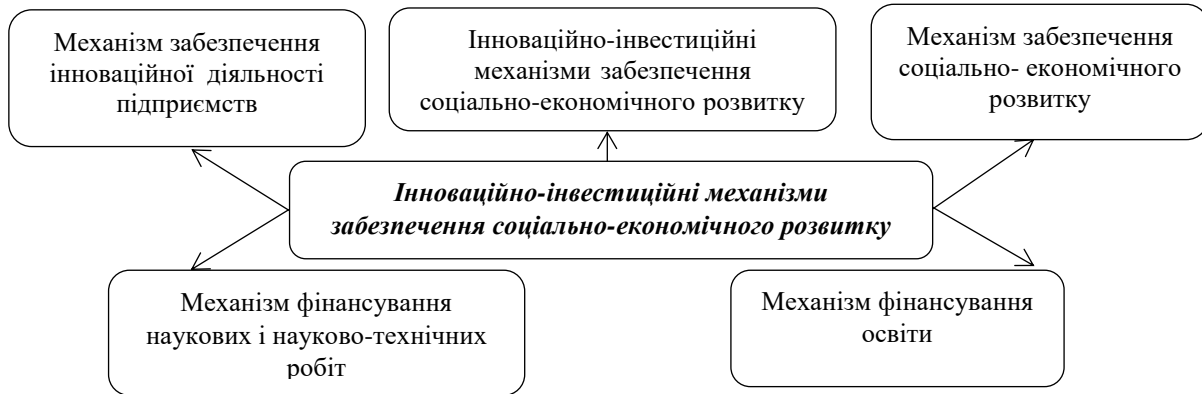 Механізм забезпечення
інноваційної діяльності
підприємств
Інноваційно-інвестиційні
механізми забезпечення
соціально-економічного розвитку
Механізм забезпечення
соціально- економічного
розвитку
Інноваційно-інвестиційні механізми
забезпечення соціально-економічного розвитку
Механізм фінансування
наукових і науково-технічних
робіт
Механізм фінансування
освіти